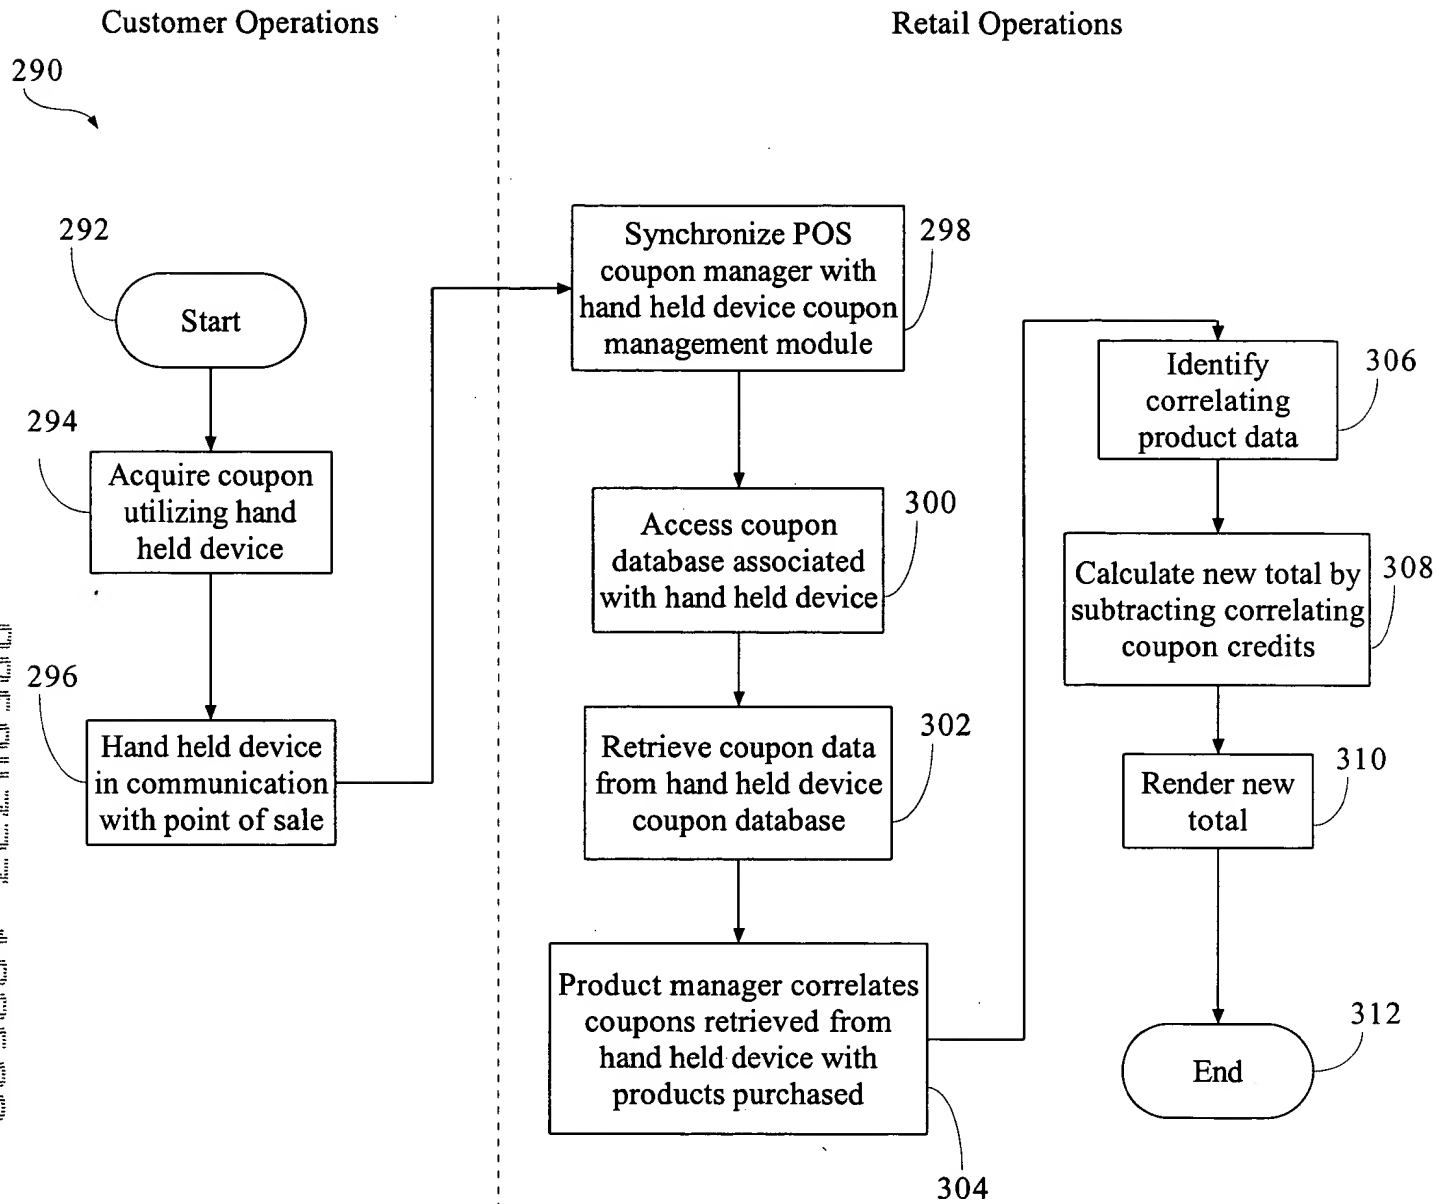 Customer Operations
Retail Operations
290
292
Start
294
Acquire coupon
utilizing hand
held device
296
Hand held device
in communication
with point of sale
298
Synchronize POS
coupon manager with
hand held device coupon
management module
300
Access coupon
database associated
with hand held device
302
Retrieve coupon data
from hand held device
coupon database
Product manager correlates
coupons retrieved from
hand held device with
products purchased
304
306
Identify
correlating
product data
308
Calculate new total by
subtracting correlating
coupon credits
310
Render new
total
312
End